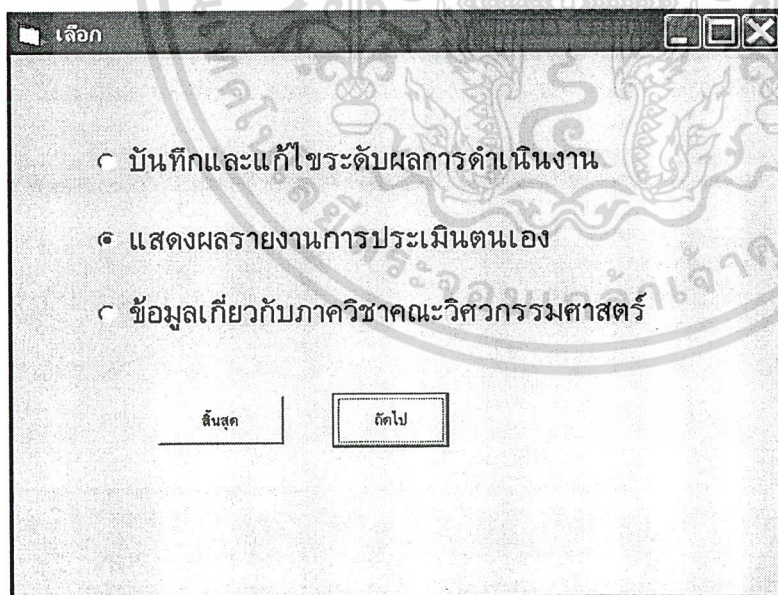 เลือก
บันทึกและแก้ไขระดับผลการดำเนินงาน
แสดงผลรายงานการประเมินตนเอง
ข้อมูลเกี่ยวกับภาควิชาคณะวิศวกรรมศาสตร์
สิ้นสุด
ถัดไป